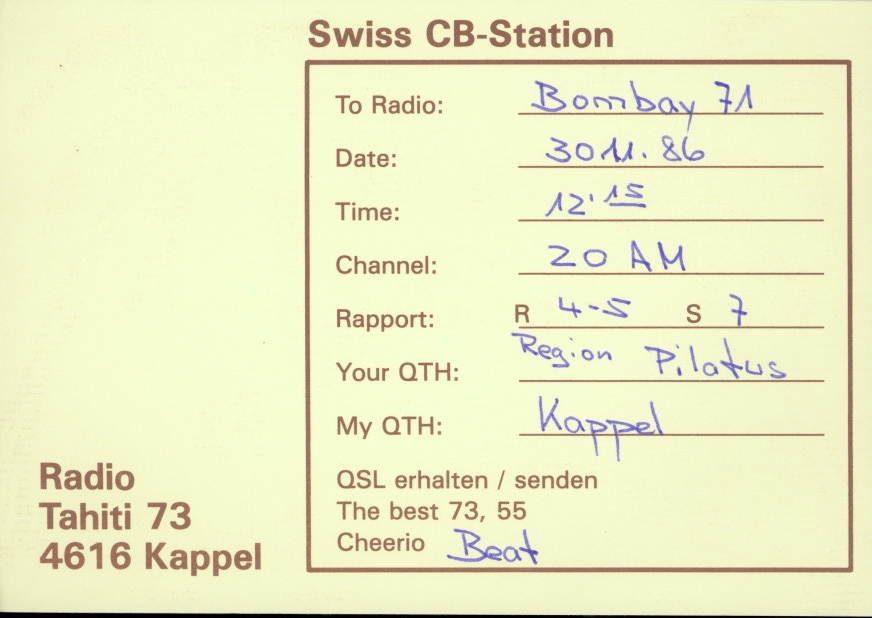 Swiss CB-Station
To Radio: Bombay 71
Date: 30 11. 86
Time: 12' 15
Channel: 20 AM
Rapport: R 4-5 S 7
Your QTH: Region Pilatus
My QTH: Kappel
QSL erhalten / senden
The best 73, 55
Cheerio Beat
Radio
Tahiti 73
4616 Kappel